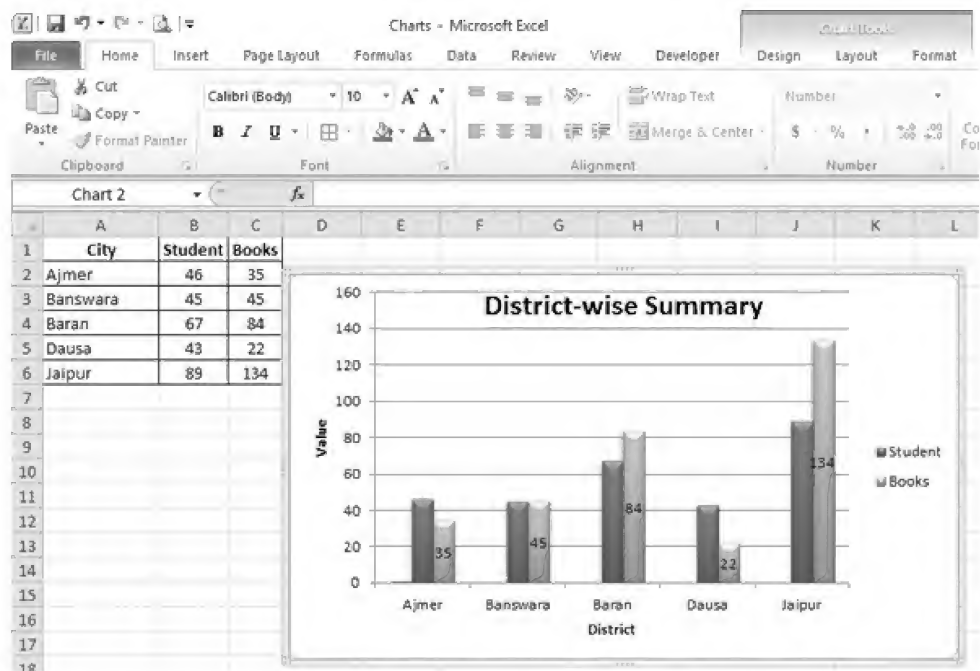 Charts - Microsoft Excel
File Home Insert Page Layout Formulas Data Review View Developer Design Layout Format
Cut
Copy
Format Painter
Paste
Calibri (Body) 10 A A
B I U A
Wrap Text
Merge & Center
Number
$ %
Co
For
Clipboard Font Alignment Number
Chart 2 fx
A B C D E F G H I J K L
1 City Student Books
2 Ajmer 46 35
3 Banswara 45 45
4 Baran 67 84
5 Dausa 43 22
6 Jaipur 89 134
7
8
9
10
11
12
13
14
15
16
17
18
District-wise Summary
160
140
120
100
80
60
40
20
0
Value
35
45
84
22
134
Ajmer Banswara Baran Dausa Jaipur
District
Student
Books